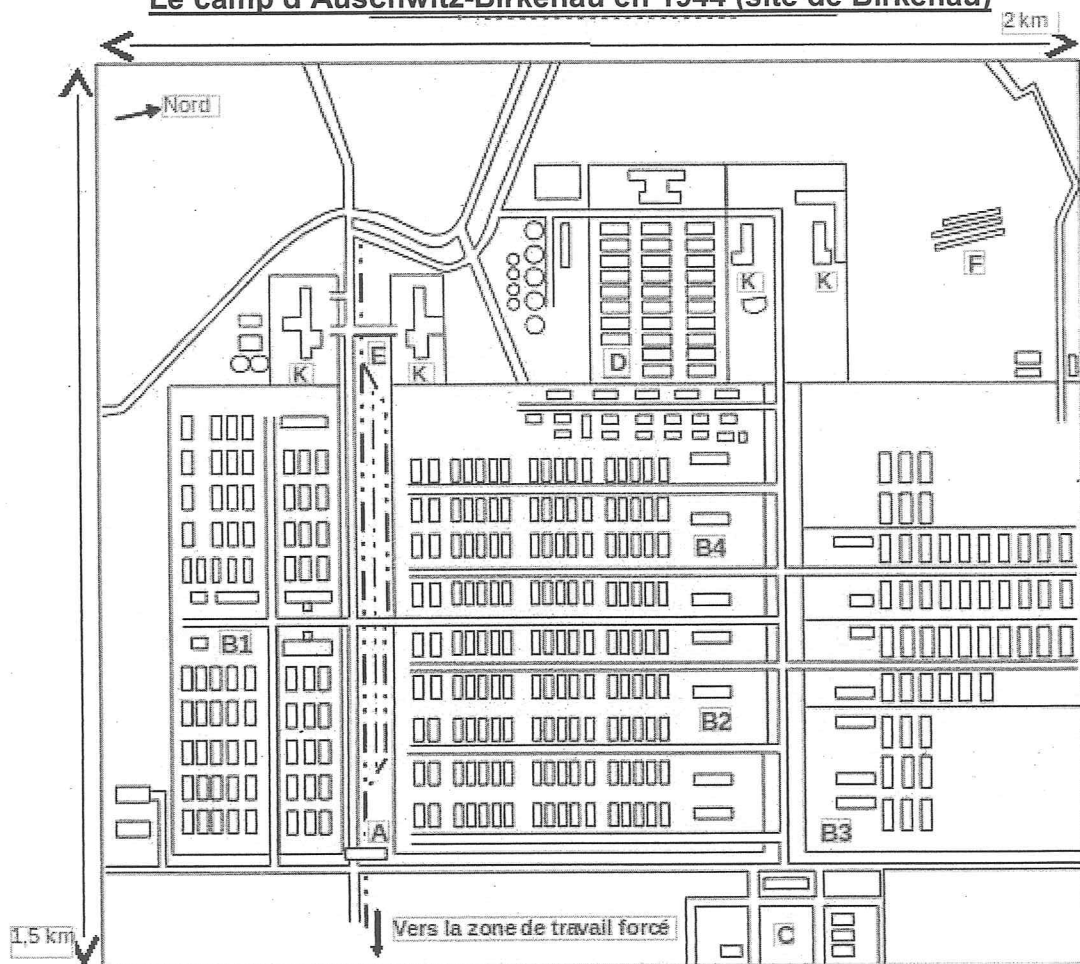 Le camp d'Auschwitz-Birkenau en 1944 (site de Birkenau)
2 km
Nord
F
K
K
D
E
K
K
B4
B1
B2
A
B3
Vers la zone de travail forcé
C
1,5 km